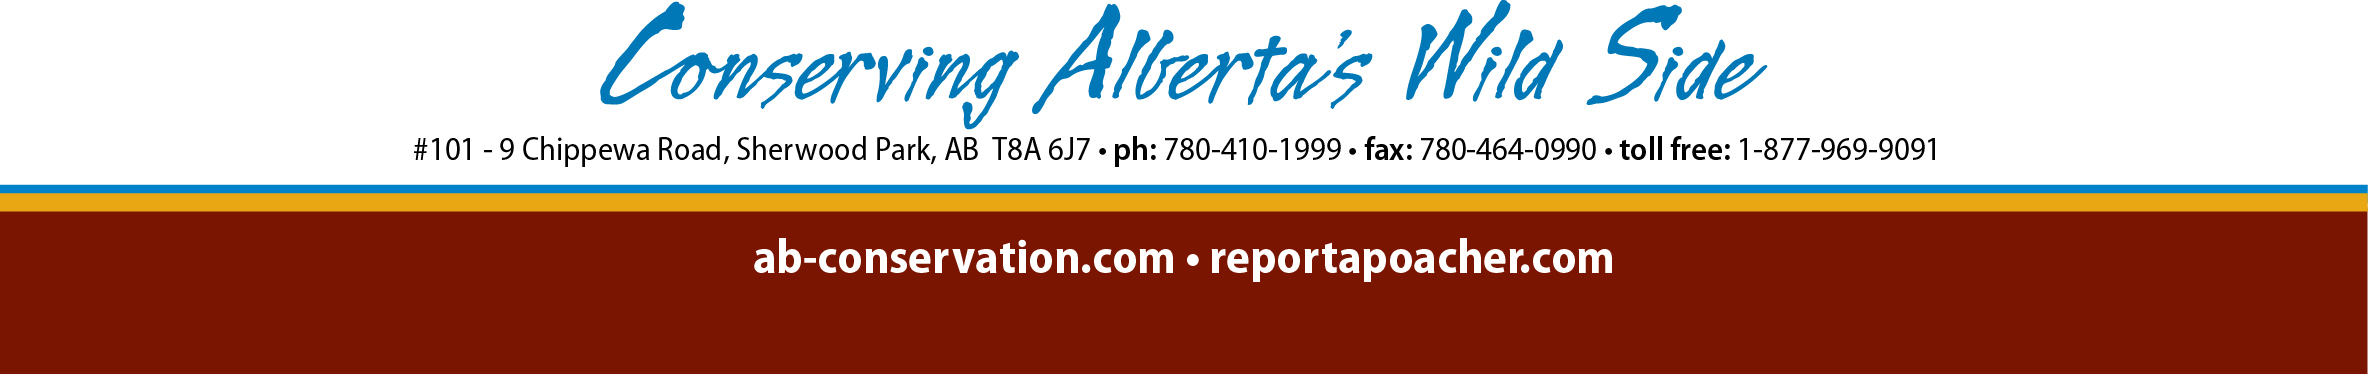 Conserving Alberta's Wild Side
#101 - 9 Chippewa Road, Sherwood Park, AB  T8A 6J7 • ph: 780-410-1999 • fax: 780-464-0990 • toll free: 1-877-969-9091
ab-conservation.com • reportapoacher.com